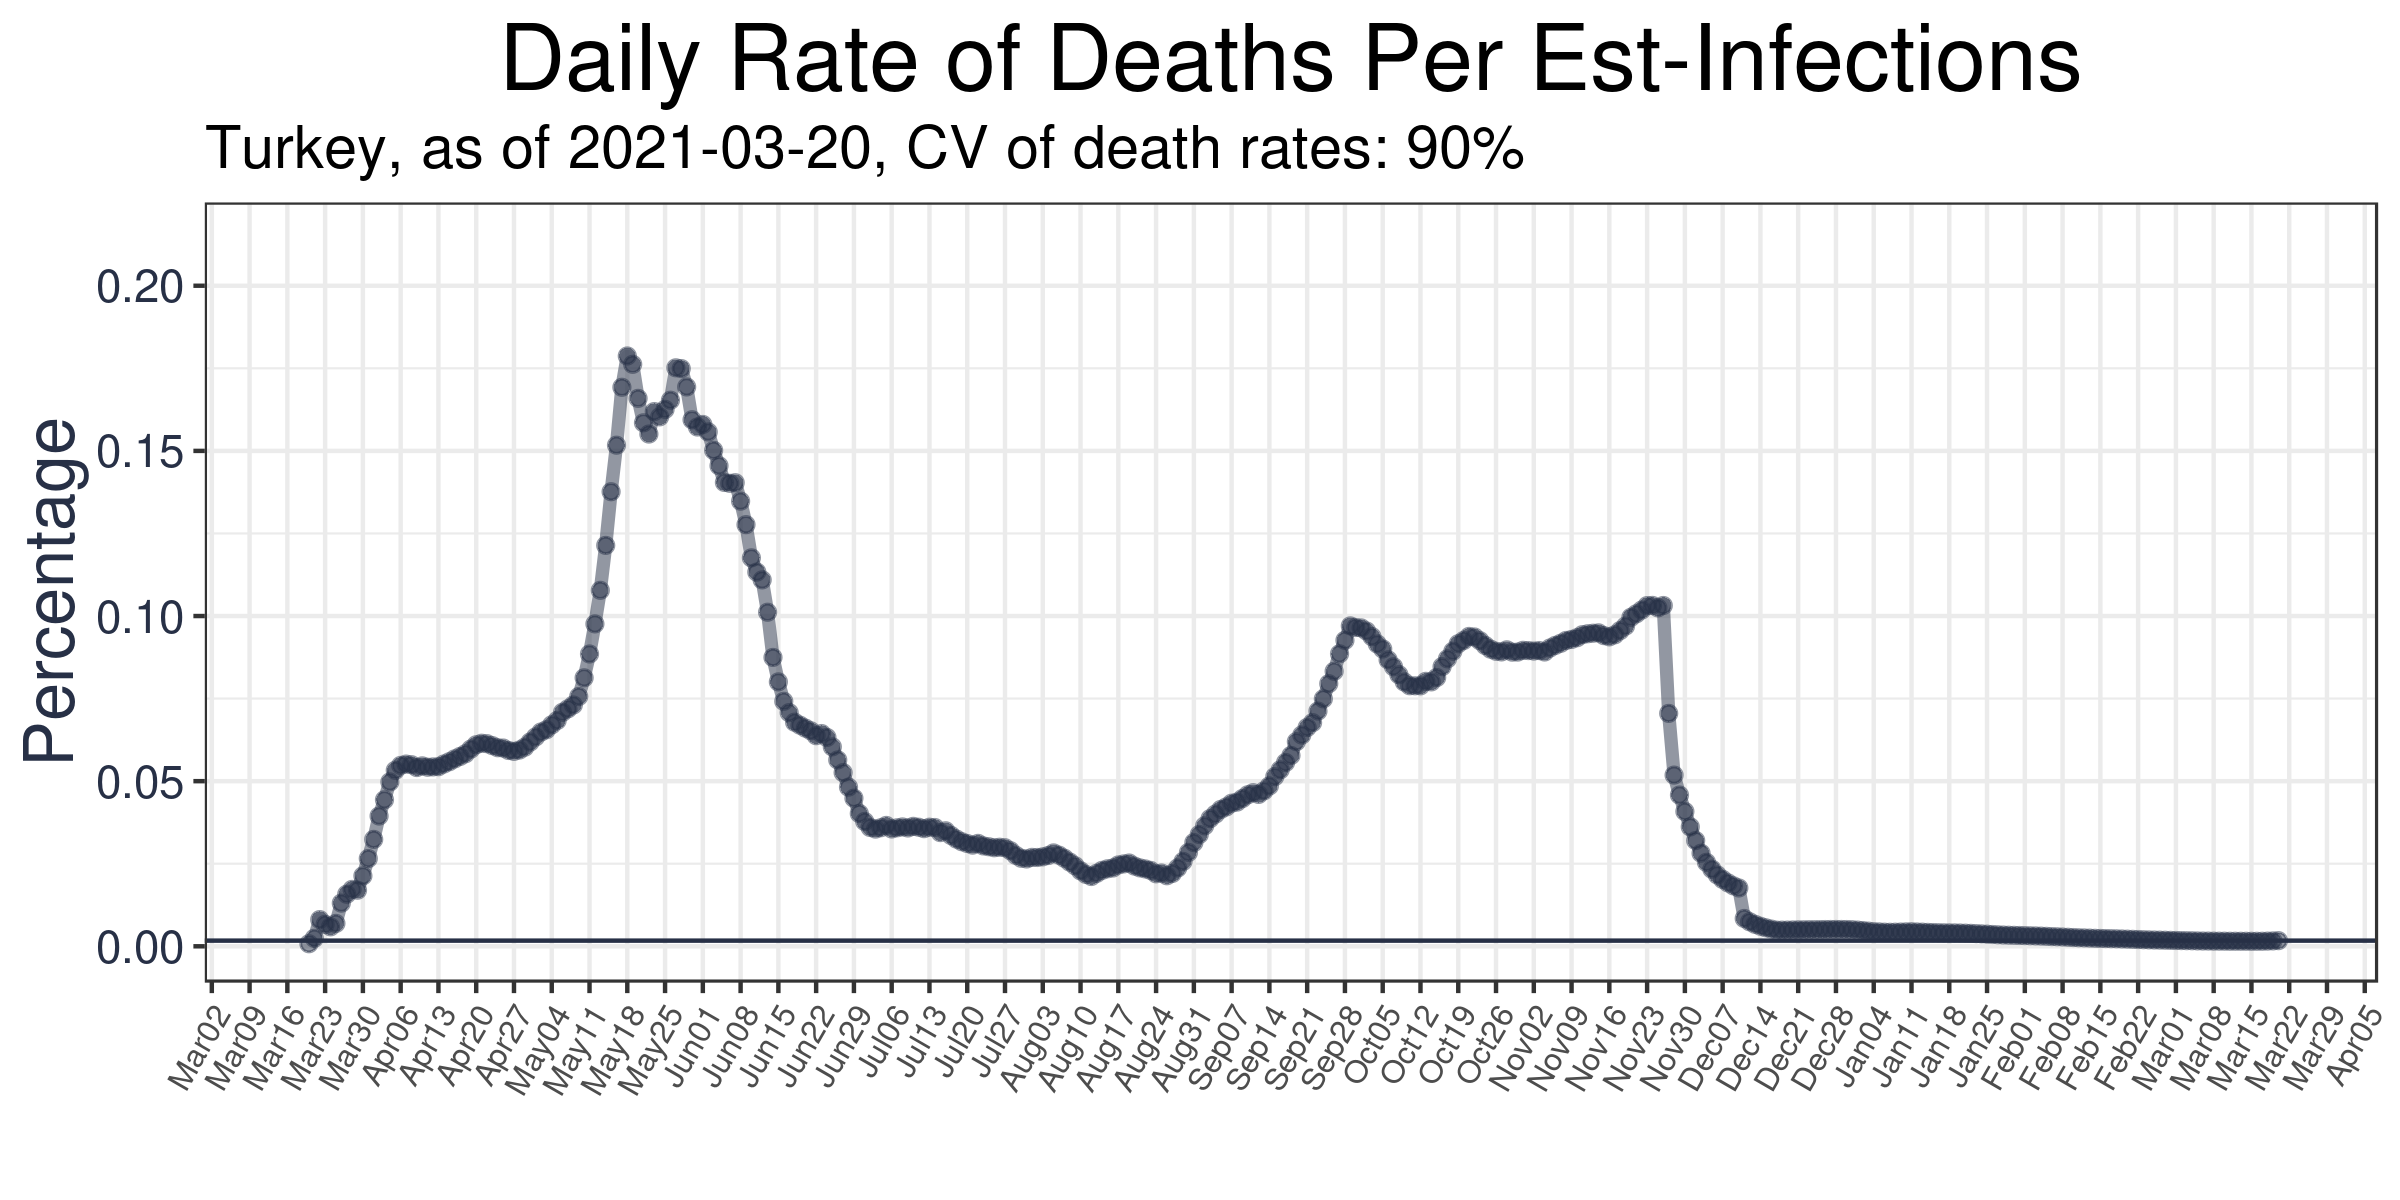 Daily Rate of Deaths Per Est-Infections
Turkey, as of 2021-03-20, CV of death rates: 90%
Percentage
0.20
0.15
0.10
0.05
0.00
Mar02
Mar09
Mar16
Mar23
Mar30
Apr06
Apr13
Apr20
Apr27
May04
May11
May18
May25
Jun01
Jun08
Jun15
Jun22
Jun29
Jul06
Jul13
Jul20
Jul27
Aug03
Aug10
Aug17
Aug24
Aug31
Sep07
Sep14
Sep21
Sep28
Oct05
Oct12
Oct19
Oct26
Nov02
Nov09
Nov16
Nov23
Nov30
Dec07
Dec14
Dec21
Dec28
Jan04
Jan11
Jan18
Jan25
Feb01
Feb08
Feb15
Feb22
Mar01
Mar08
Mar15
Mar22
Mar29
Apr05